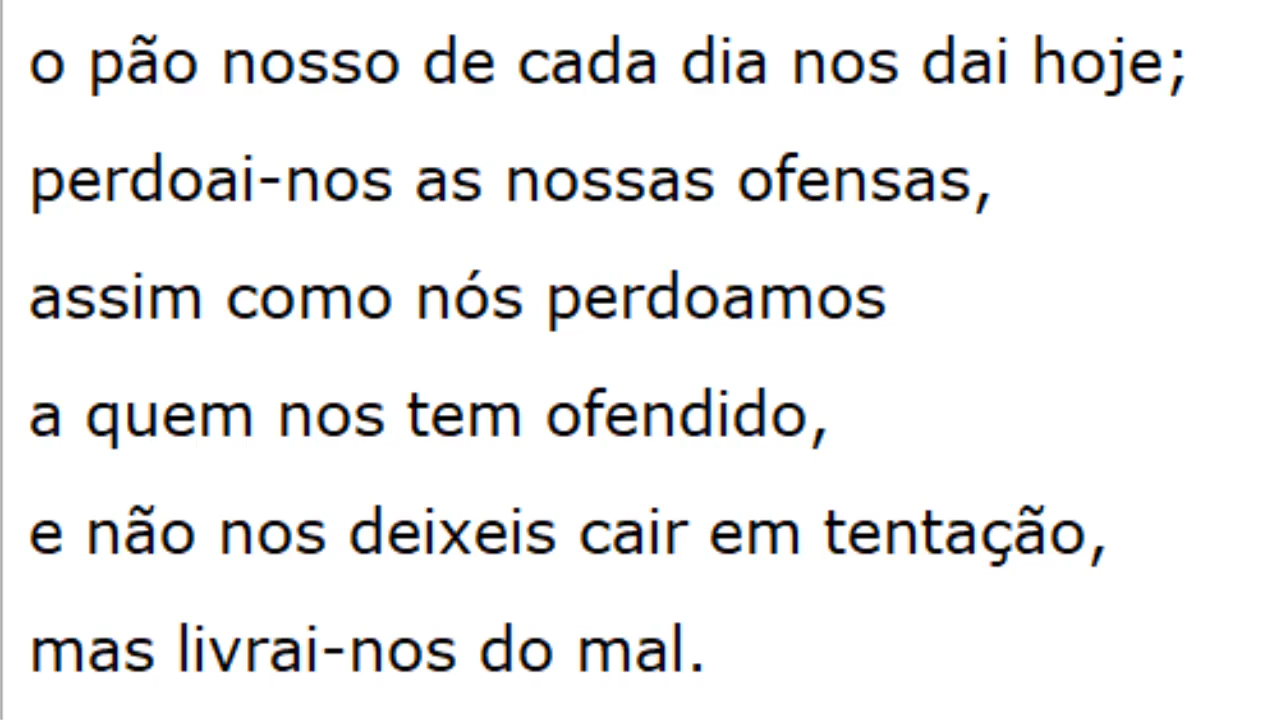 o pão nosso de cada dia nos dai hoje;
perdoai-nos as nossas ofensas,
assim como nós perdoamos
a quem nos tem ofendido,
e não nos deixeis cair em tentação,
mas livrai-nos do mal.